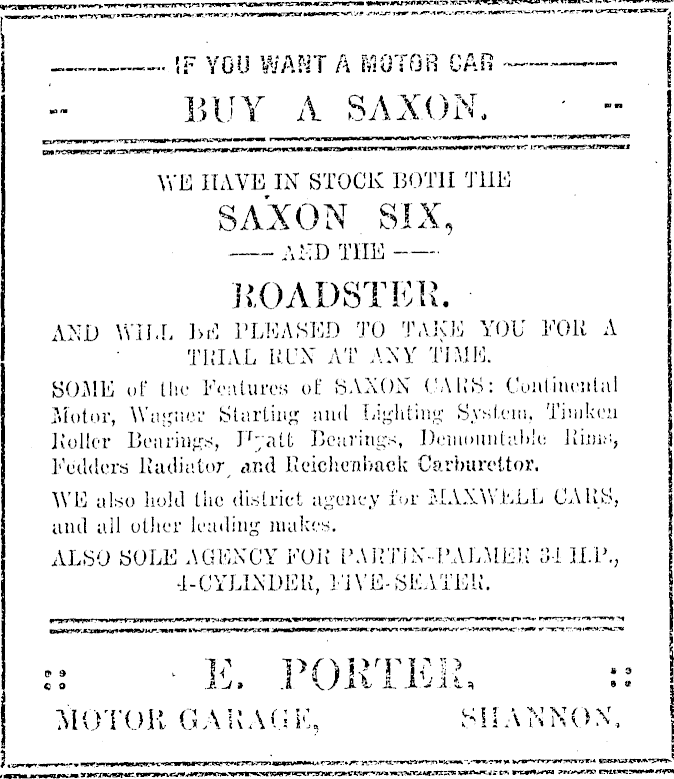 IF YOU WANT A MOTOR CAR
BUY A SAXON.
WE HAVE IN STOCK BOTH THE
SAXON SIX,
AND THE
ROADSTER.
AND WILL BE PLEASED TO TAKE YOU FOR A
TRIAL RUN AT ANY TIME.
SOME of the Features of SAXON CARS: Continental
Motor, Wagner Starting and Lighting System, Timken
Roller Bearings, Hyatt Bearings, Demountable Rims,
Fedders Radiator, and Reichenback Carburettor.
WE also hold the district agency for MAXWELL CARS,
and all other leading makes.
ALSO SOLE AGENCY FOR PARTIN-PALMER 34 H.P.,
4-CYLINDER, FIVE-SEATER.
E. PORTER,
MOTOR GARAGE, SHANNON.